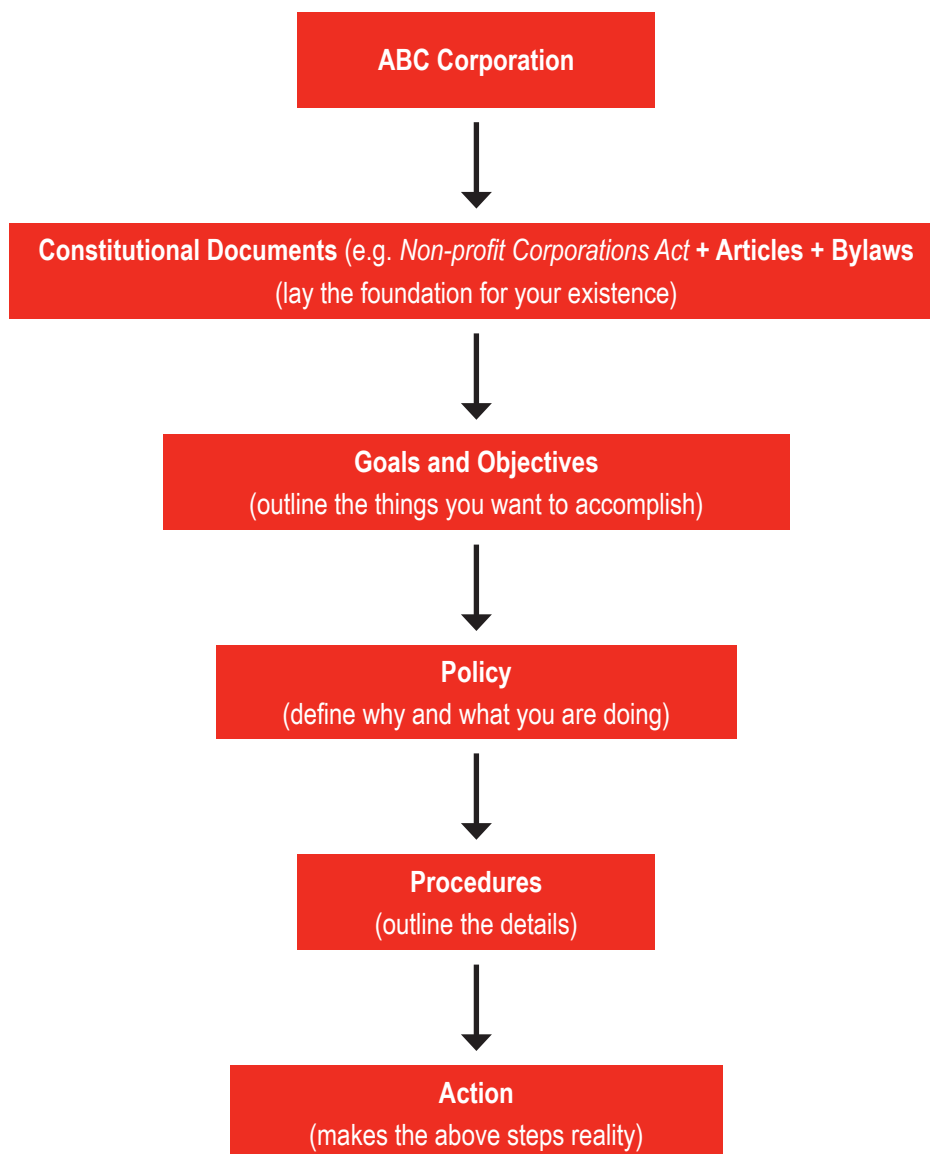 ABC Corporation
Constitutional Documents (e.g. Non-profit Corporations Act + Articles + Bylaws
(lay the foundation for your existence)
Goals and Objectives
(outline the things you want to accomplish)
Policy
(define why and what you are doing)
Procedures
(outline the details)
Action
(makes the above steps reality)